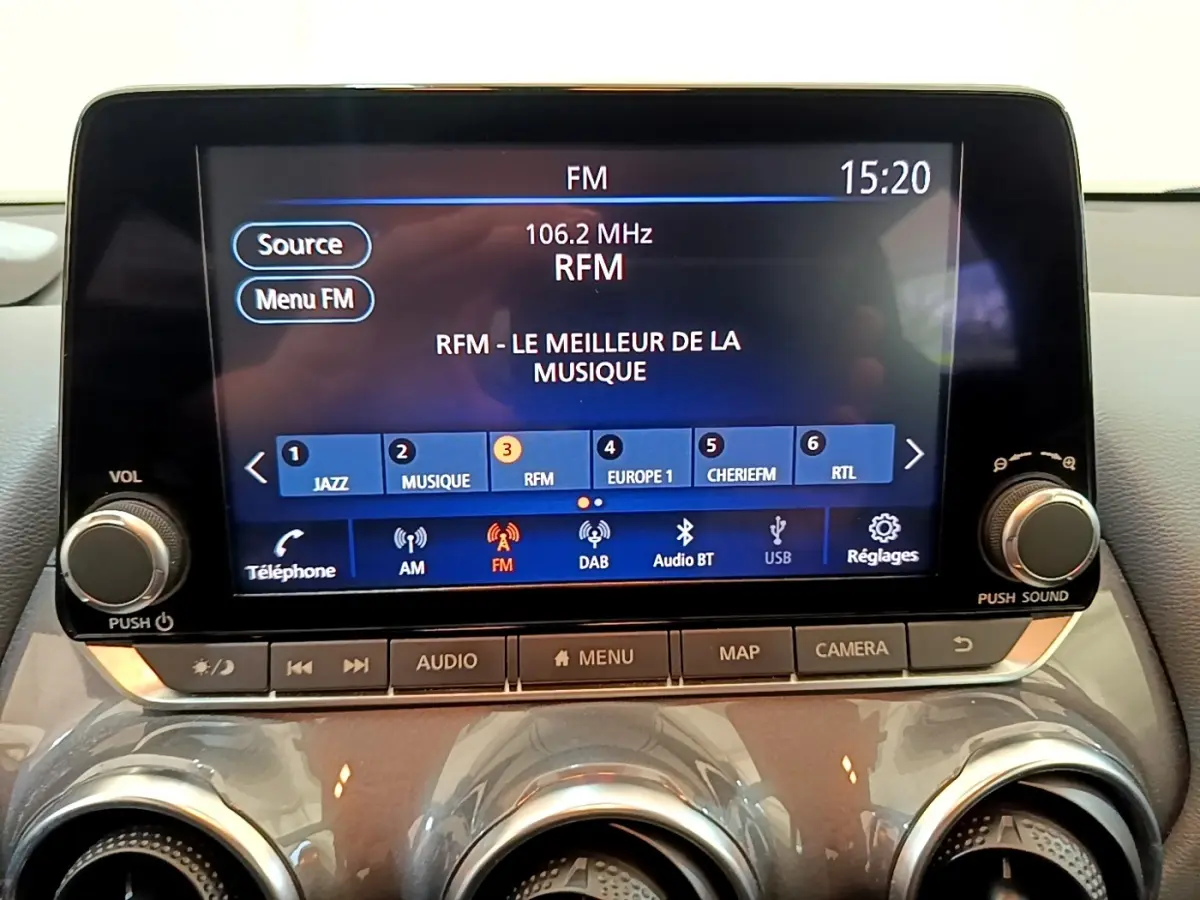 FM
15:20
Source
106.2 MHz
RFM
Menu FM
RFM - LE MEILLEUR DE LA
MUSIQUE
1 JAZZ
2 MUSIQUE
3 RFM
4 EUROPE 1
5 CHERIEFM
6 RTL
Téléphone
AM
FM
DAB
Audio BT
USB
Réglages
VOL
PUSH
PUSH SOUND
AUDIO
MENU
MAP
CAMERA